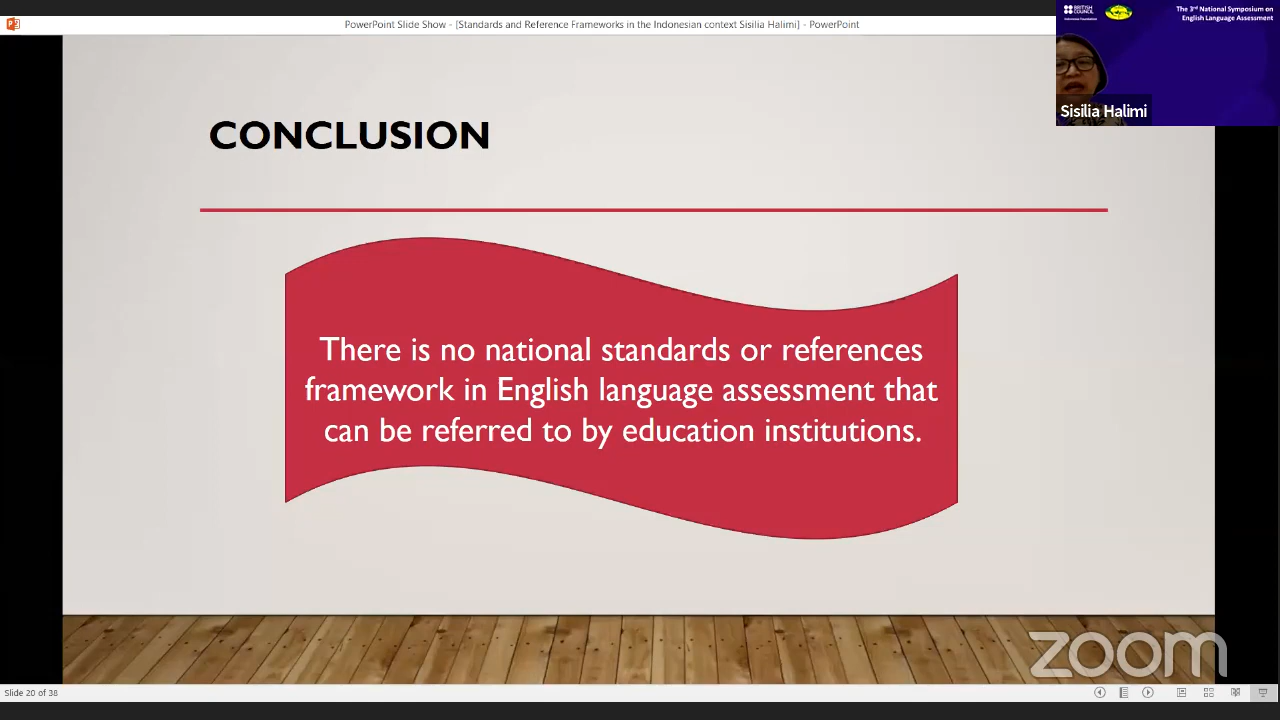 PowerPoint Slide Show - [Standards and Reference Frameworks in the Indonesian context Sisilia Halimi] - PowerPoint
BRITISH
COUNCIL
The 3rd National Symposium on
English Language Assessment
Sisilia Halimi
CONCLUSION
There is no national standards or references
framework in English language assessment that
can be referred to by education institutions.
zoom
Slide 20 of 38